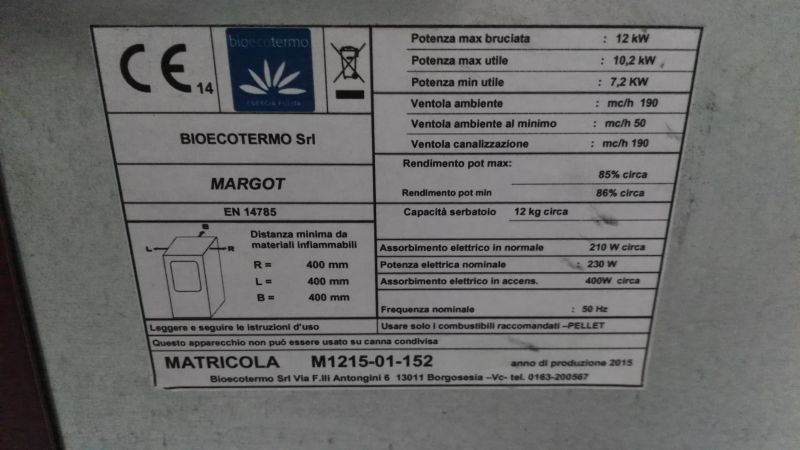 CE 14
bioecotermo
ENERGIA PULITA
BIOECOTERMO Srl
MARGOT
EN 14785
B
L
R
Distanza minima da
materiali infiammabili
R = 400 mm
L = 400 mm
B = 400 mm
Leggere e seguire le istruzioni d'uso
Potenza max bruciata : 12 kW
Potenza max utile : 10,2 kW
Potenza min utile : 7,2 KW
Ventola ambiente : mc/h 190
Ventola ambiente al minimo : mc/h 50
Ventola canalizzazione : mc/h 190
Rendimento pot max:
85% circa
Rendimento pot min 86% circa
Capacità serbatoio 12 kg circa
Assorbimento elettrico in normale 210 W circa
Potenza elettrica nominale : 230 W
Assorbimento elettrico in accens. 400W circa
Frequenza nominale : 50 Hz
Usare solo i combustibili raccomandati –PELLET
Questo apparecchio non può essere usato su canna condivisa
MATRICOLA M1215-01-152 anno di produzione 2015
Bioecotermo Srl Via F.lli Antongini 6 13011 Borgosesia –Vc- tel. 0163-200567